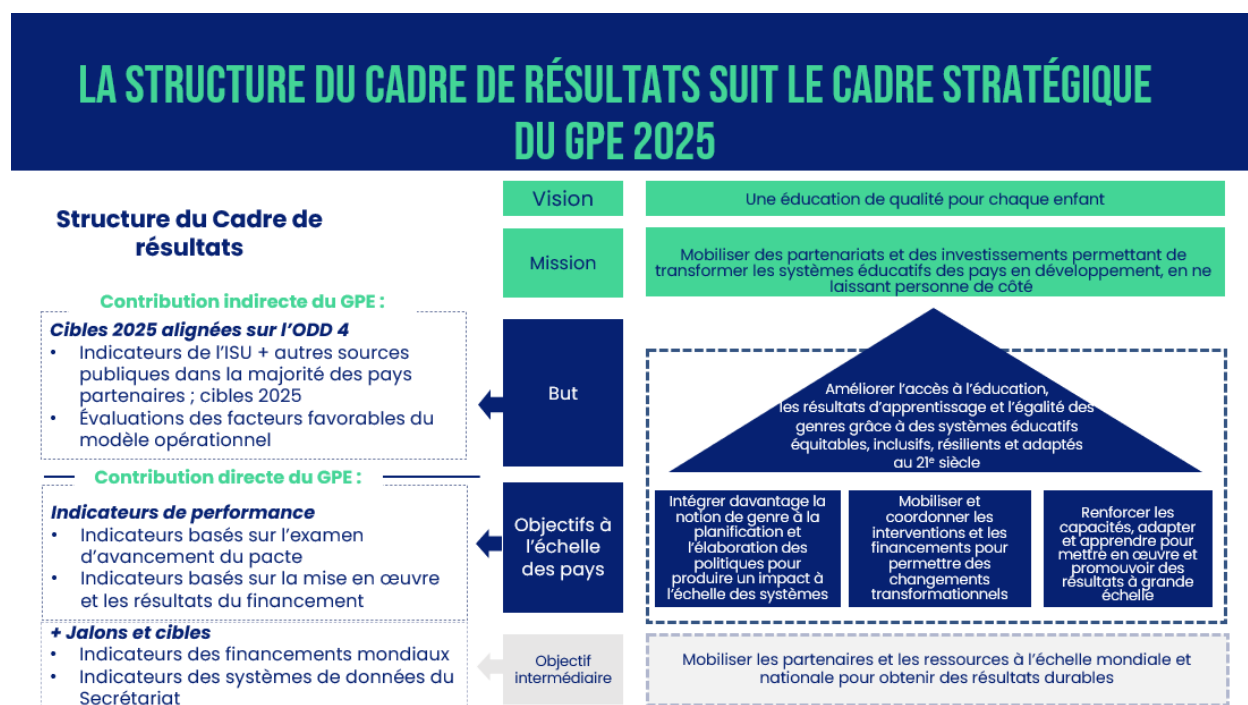 LA STRUCTURE DU CADRE DE RÉSULTATS SUIT LE CADRE STRATÉGIQUE
DU GPE 2025
Structure du Cadre de
résultats
Contribution indirecte du GPE :
Cibles 2025 alignées sur l’ODD 4
• Indicateurs de l’ISU + autres sources
publiques dans la majorité des pays
partenaires ; cibles 2025
• Évaluations des facteurs favorables du
modèle opérationnel
Contribution directe du GPE :
Indicateurs de performance
• Indicateurs basés sur l’examen
d’avancement du pacte
• Indicateurs basés sur la mise en œuvre
et les résultats du financement
+ Jalons et cibles
• Indicateurs des financements mondiaux
• Indicateurs des systèmes de données du
Secrétariat
Vision
Une éducation de qualité pour chaque enfant
Mission
Mobiliser des partenariats et des investissements permettant de
transformer les systèmes éducatifs des pays en développement, en ne
laissant personne de côté
But
Améliorer l’accès à l’éducation,
les résultats d’apprentissage et l’égalité des
genres grâce à des systèmes éducatifs
équitables, inclusifs, résilients et adaptés
au 21e siècle
Objectifs à
l’échelle
des pays
Intégrer davantage la
notion de genre à la
planification et
l’élaboration des
politiques pour
produire un impact à
l’échelle des systèmes
Mobiliser et
coordonner les
interventions et les
financements pour
permettre des
changements
transformationnels
Renforcer les
capacités, adapter
et apprendre pour
mettre en œuvre et
promouvoir des
résultats à grande
échelle
Objectif
intermédiaire
Mobiliser les partenaires et les ressources à l’échelle mondiale et
nationale pour obtenir des résultats durables